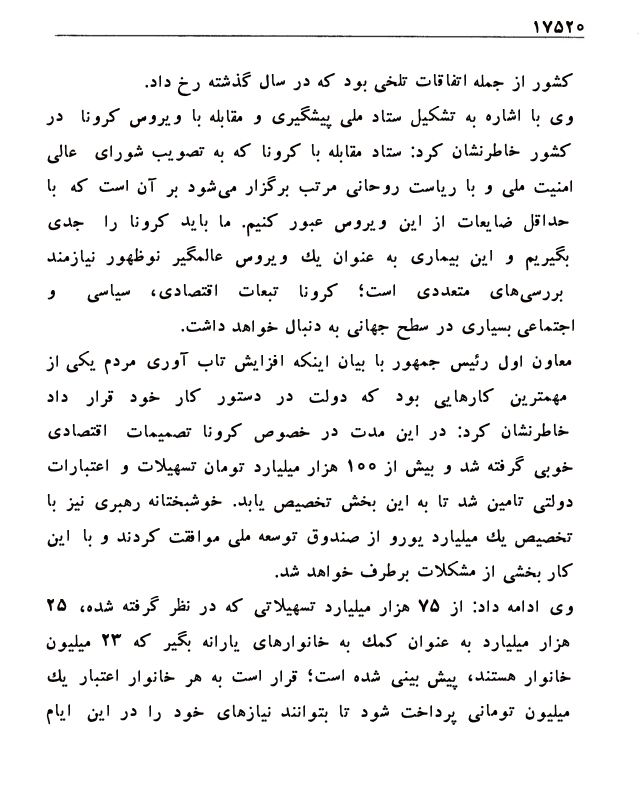 ۱۷۵۲۰
کشور از جمله اتفاقات تلخی بود که در سال گذشته رخ داد.
وی با اشاره به تشکیل ستاد ملی پیشگیری و مقابله با ویروس کرونا در
کشور خاطرنشان کرد: ستاد مقابله با کرونا که به تصویب شورای عالی
امنیت ملی و با ریاست روحانی مرتب برگزار می‌شود بر آن است که با
حداقل ضایعات از این ویروس عبور کنیم. ما باید کرونا را جدی
بگیریم و این بیماری به عنوان یك ویروس عالمگیر نوظهور نیازمند
بررسی‌های متعددی است؛ کرونا تبعات اقتصادی، سیاسی و
اجتماعی بسیاری در سطح جهانی به دنبال خواهد داشت.
معاون اول رئیس جمهور با بیان اینکه افزایش تاب آوری مردم یکی از
مهمترین کارهایی بود که دولت در دستور کار خود قرار داد
خاطرنشان کرد: در این مدت در خصوص کرونا تصمیمات اقتصادی
خوبی گرفته شد و بیش از ۱۰۰ هزار میلیارد تومان تسهیلات و اعتبارات
دولتی تامین شد تا به این بخش تخصیص یابد. خوشبختانه رهبری نیز با
تخصیص یك میلیارد یورو از صندوق توسعه ملی موافقت کردند و با این
کار بخشی از مشکلات برطرف خواهد شد.
وی ادامه داد: از ۷۵ هزار میلیارد تسهیلاتی که در نظر گرفته شده، ۲۵
هزار میلیارد به عنوان کمك به خانوارهای یارانه بگیر که ۲۳ میلیون
خانوار هستند، پیش بینی شده است؛ قرار است به هر خانوار اعتبار یك
میلیون تومانی پرداخت شود تا بتوانند نیازهای خود را در این ایام